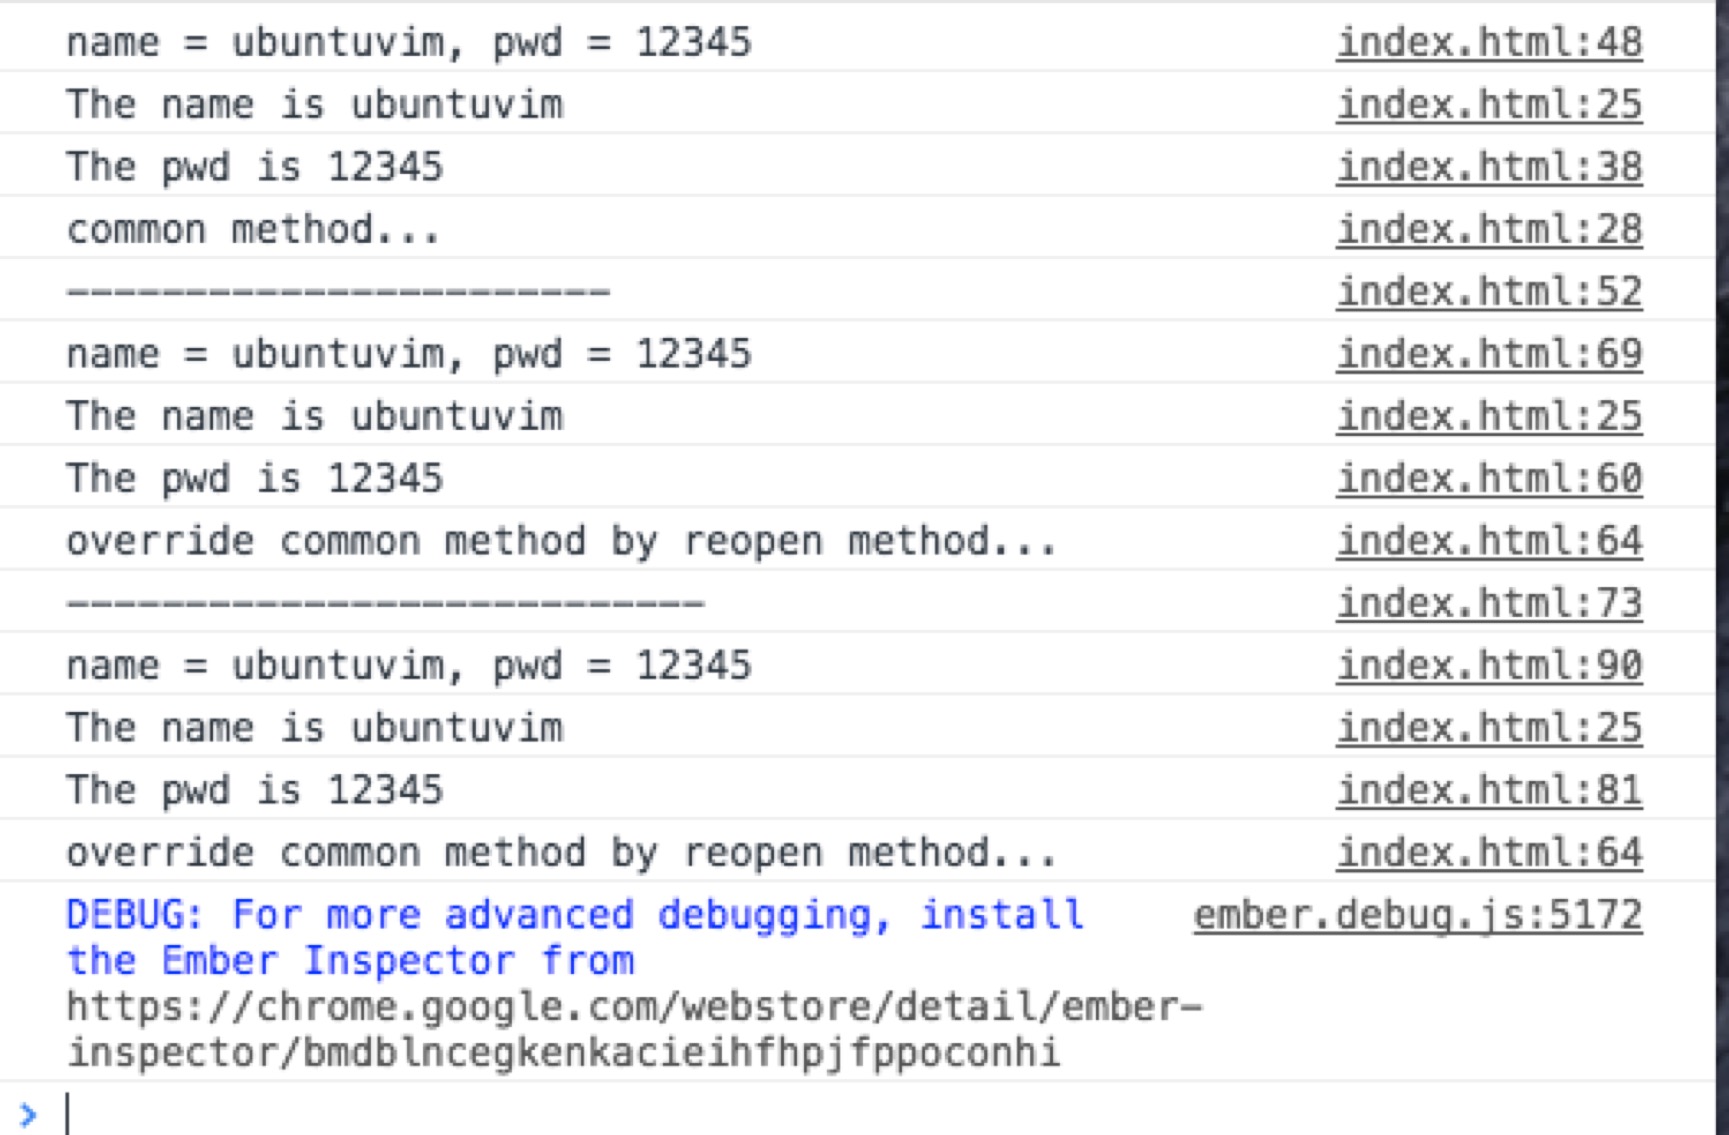 name = ubuntuvim, pwd = 12345 index.html:48
The name is ubuntuvim index.html:25
The pwd is 12345 index.html:38
common method... index.html:28
----------------------- index.html:52
name = ubuntuvim, pwd = 12345 index.html:69
The name is ubuntuvim index.html:25
The pwd is 12345 index.html:60
override common method by reopen method... index.html:64
--------------------------- index.html:73
name = ubuntuvim, pwd = 12345 index.html:90
The name is ubuntuvim index.html:25
The pwd is 12345 index.html:81
override common method by reopen method... index.html:64
DEBUG: For more advanced debugging, install ember.debug.js:5172
the Ember Inspector from
https://chrome.google.com/webstore/detail/ember-
inspector/bmdblncegkenkacieihfhpjfppoconhi
>